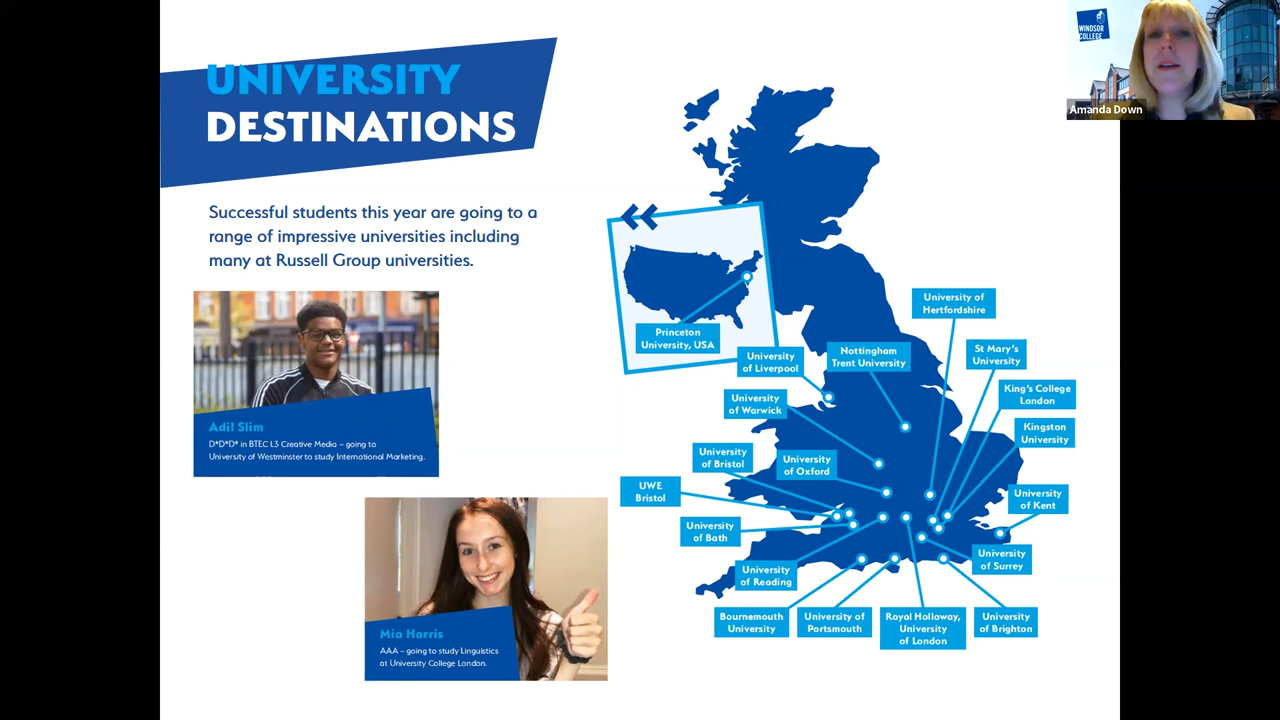 UNIVERSITY
DESTINATIONS
Successful students this year are going to a
range of impressive universities including
many at Russell Group universities.
Adil Slim
D*D*D* in BTEC L3 Creative Media – going to
University of Westminster to study International Marketing.
Mia Harris
AAA – going to study Linguistics
at University College London.
Princeton
University, USA
University
of Liverpool
Nottingham
Trent University
University of
Hertfordshire
St Mary's
University
King's College
London
Kingston
University
University
of Warwick
University
of Bristol
University
of Oxford
UWE
Bristol
University
of Kent
University
of Bath
University
of Surrey
University
of Reading
Bournemouth
University
University of
Portsmouth
Royal Holloway,
University
of London
University
of Brighton
WINDSOR
COLLEGE
Amanda Down